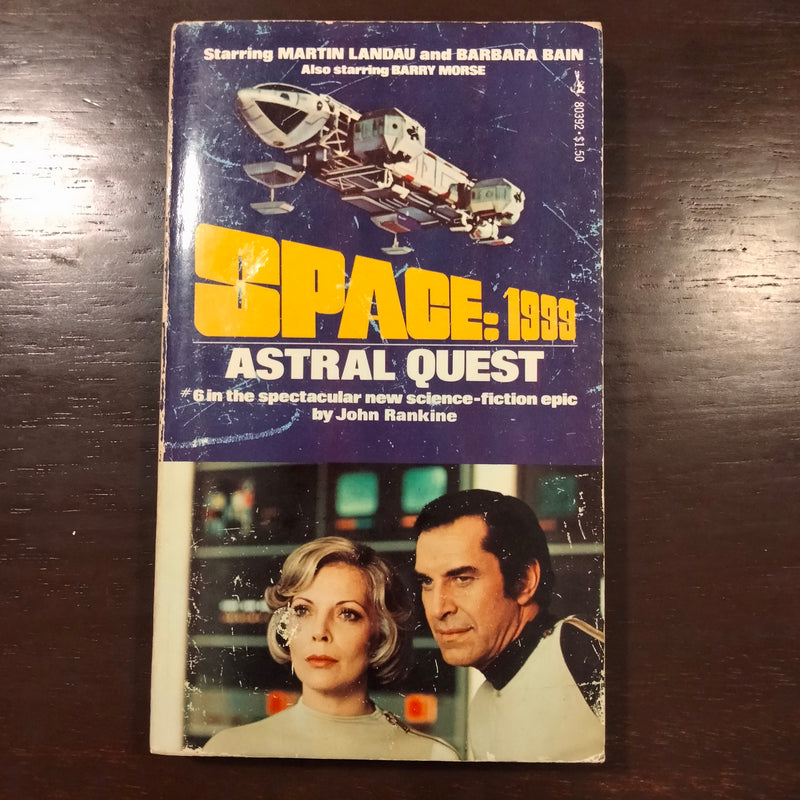 Starring MARTIN LANDAU and BARBARA BAIN
Also starring BARRY MORSE
80392 • $1.50
SPACE: 1999
ASTRAL QUEST
#6 in the spectacular new science-fiction epic
by John Rankine